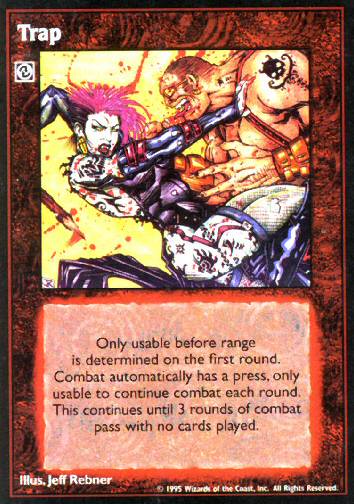 Trap
Only usable before range
is determined on the first round.
Combat automatically has a press, only
usable to continue combat each round.
This continues until 3 rounds of combat
pass with no cards played.
Illus. Jeff Rebner
© 1995 Wizards of the Coast, Inc. All Rights Reserved.